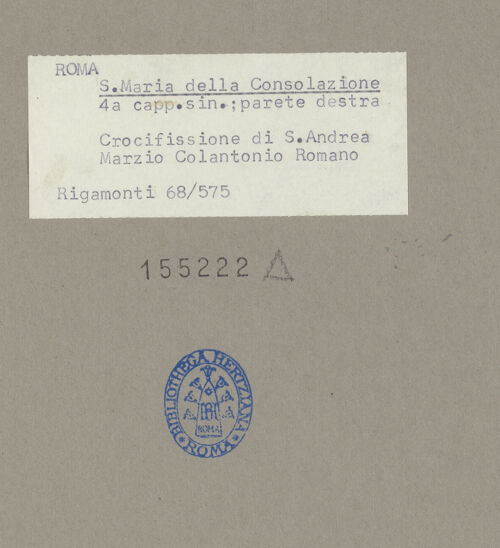 ROMA
S.Maria della Consolazione
4a capp.sin.;parete destra
Crocifissione di S.Andrea
Marzio Colantonio Romano
Rigamonti 68/575
155222
BIBLIOTHECA HERTZIANA
ROMA
ROMA